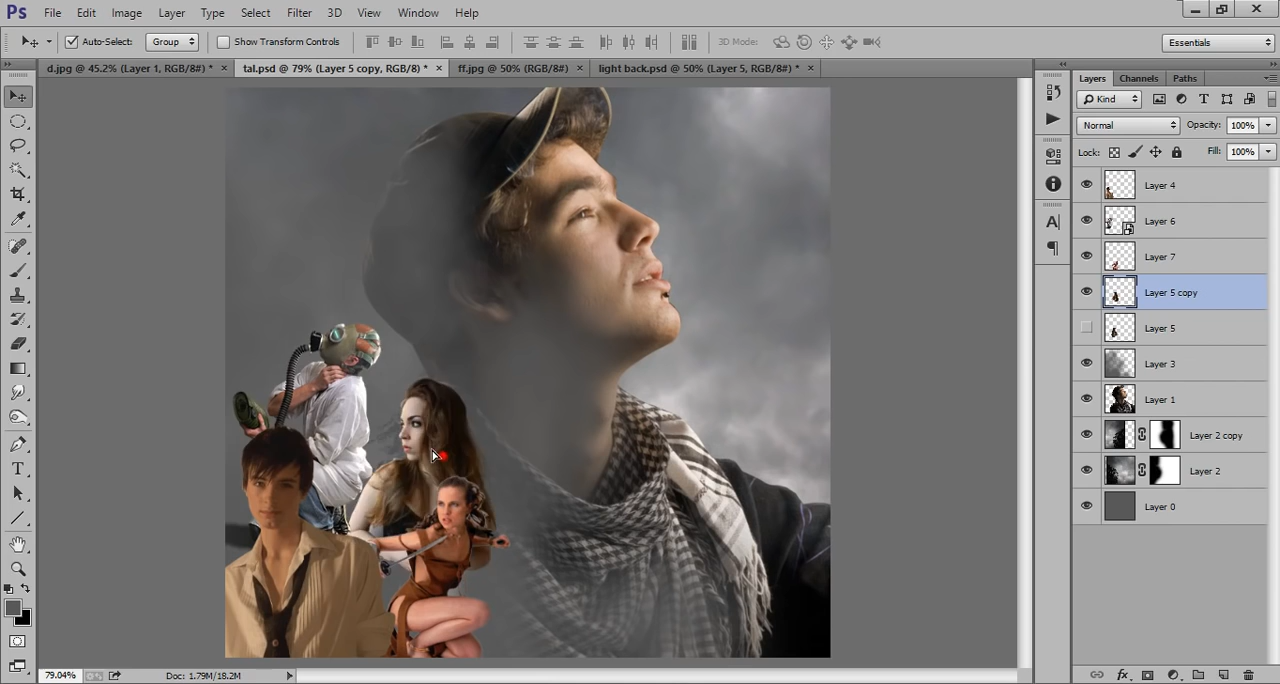 Ps File Edit Image Layer Type Select Filter 3D View Window Help
Auto-Select: Group Show Transform Controls 3D Mode: Essentials
d.jpg @ 45.2% (Layer 1, RGB/8#) * × tal.psd @ 79% (Layer 5 copy, RGB/8) * × ff.jpg @ 50% (RGB/8#) × light back.psd @ 50% (Layer 5, RGB/8#) * ×
Layers Channels Paths
Kind
Normal Opacity: 100%
Lock: Fill: 100%
Layer 4
Layer 6
Layer 7
Layer 5 copy
Layer 5
Layer 3
Layer 1
Layer 2 copy
Layer 2
Layer 0
79.04% Doc: 1.79M/18.2M